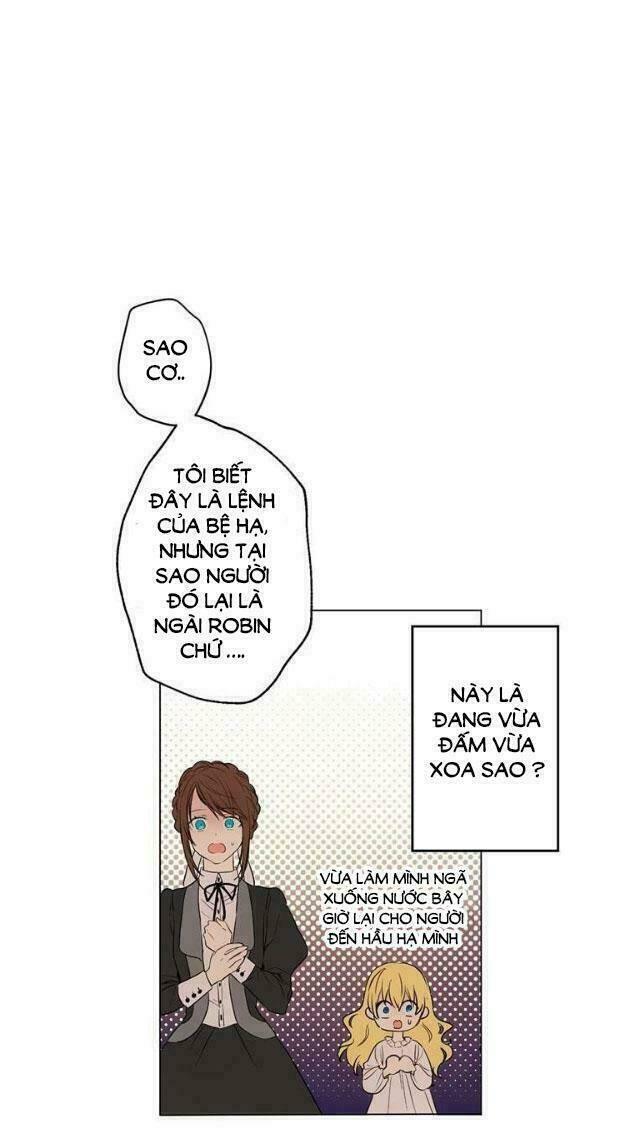 SAO
CƠ..
TÔI BIẾT
ĐÂY LÀ LỆNH
CỦA BỆ HẠ,
NHƯNG TẠI
SAO NGƯỜI
ĐÓ LẠI LÀ
NGÀI ROBIN
CHỨ ....
NÀY LÀ
ĐANG VỪA
ĐẤM VỪA
XOA SAO ?
VỪA LÀM MÌNH NGÃ
XUỐNG NƯỚC BÂY
GIỜ LẠI CHO NGƯỜI
ĐẾN HẦU HẠ MÌNH